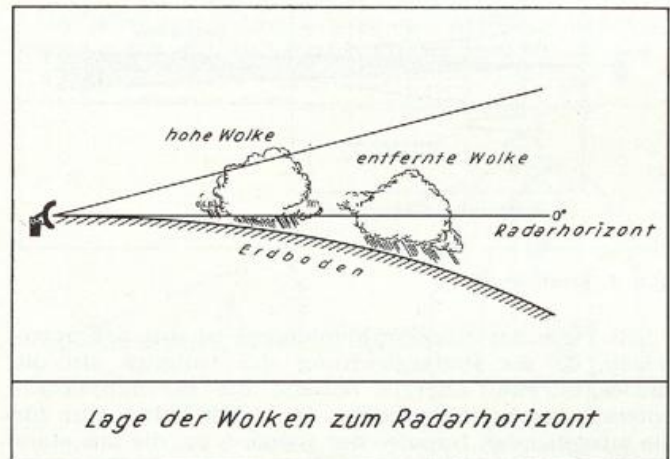 hohe Wolke
entfernte Wolke
0°
Radarhorizont
Erdboden
Lage der Wolken zum Radarhorizont